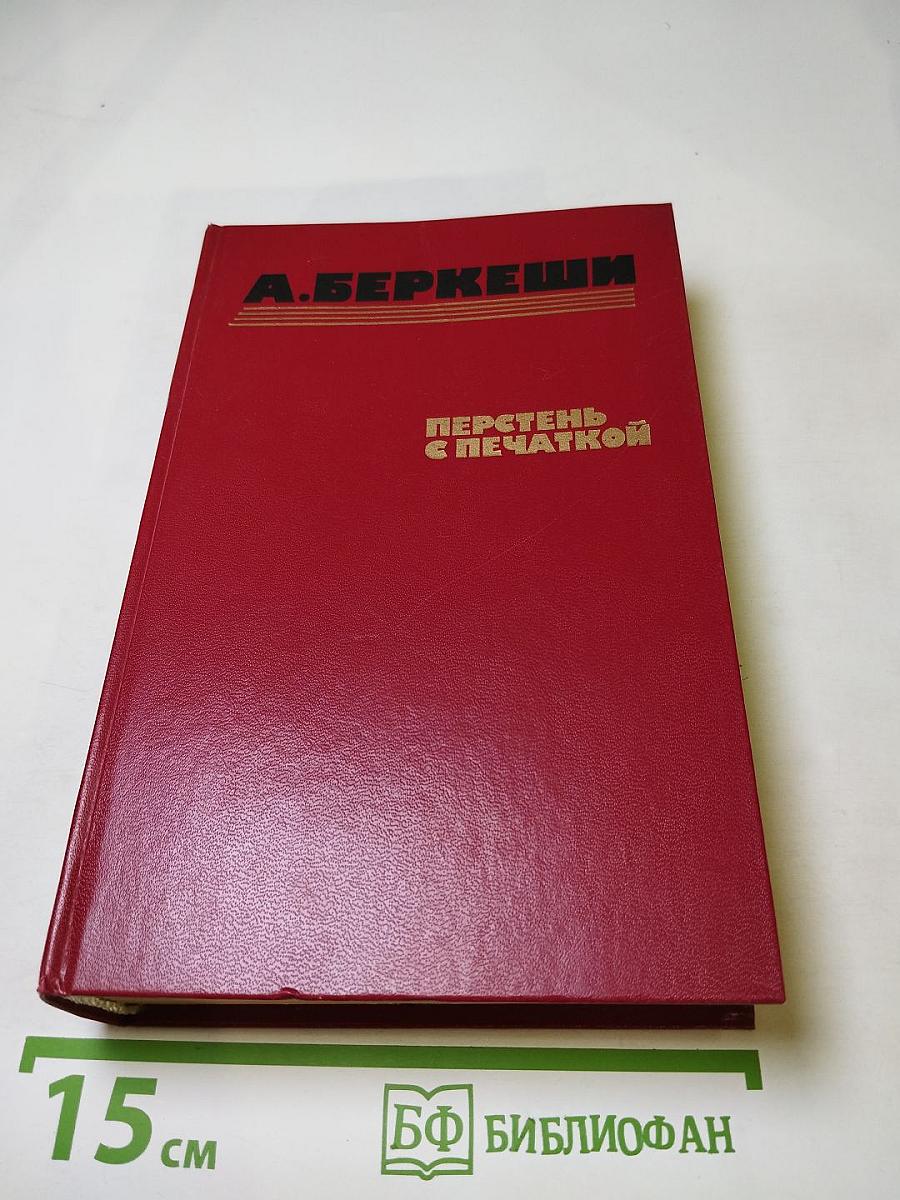 А.БЕРКЕШИ
ПЕРСТЕНЬ
С ПЕЧАТКОЙ
15 см
БФ БИБЛИОФАН